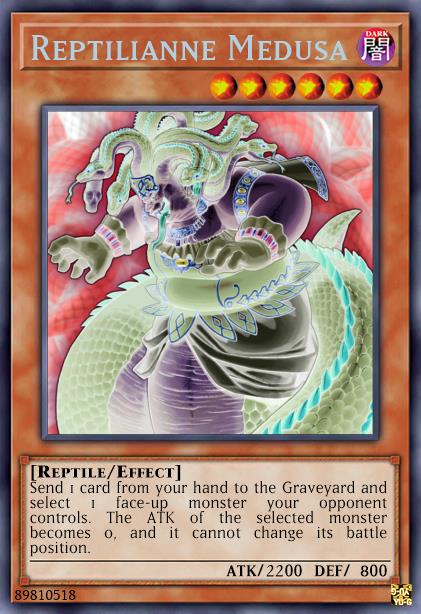 REPTILIANNE MEDUSA
DARK
闇
[REPTILE/EFFECT]
Send 1 card from your hand to the Graveyard and
select 1 face-up monster your opponent
controls. The ATK of the selected monster
becomes 0, and it cannot change its battle
position.
ATK/2200 DEF/ 800
89810518